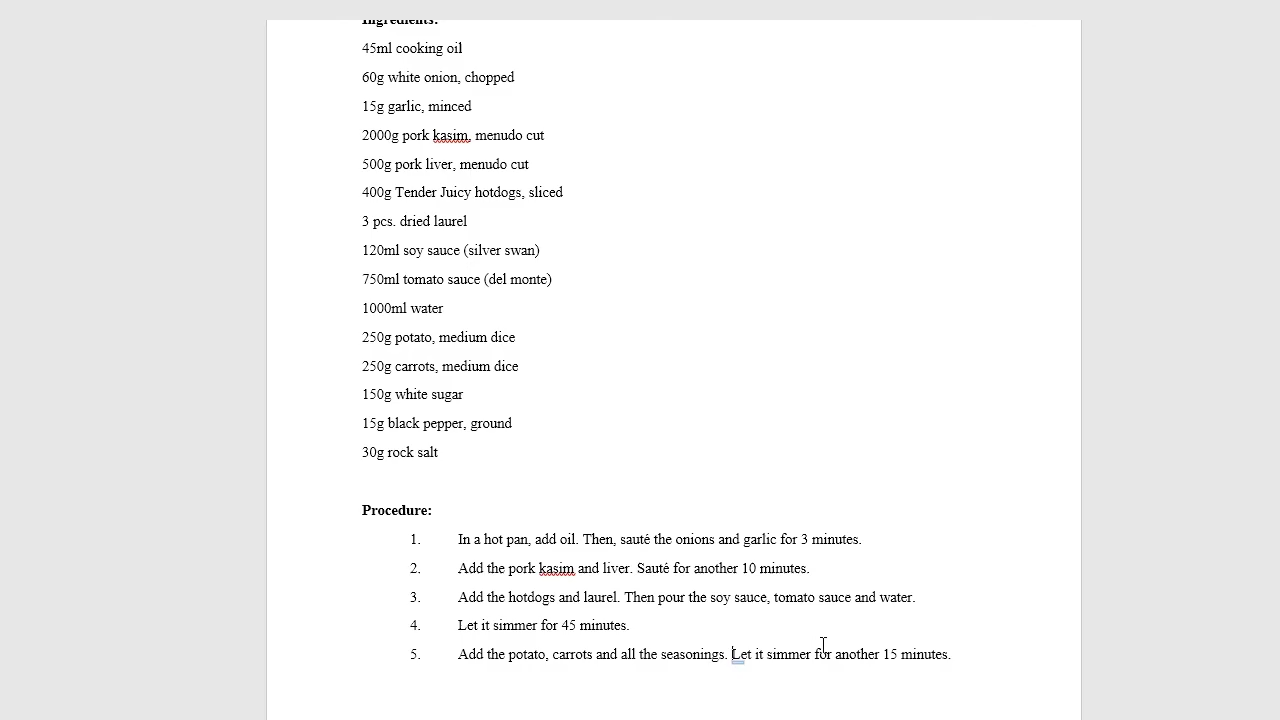 Ingredients:
45ml cooking oil
60g white onion, chopped
15g garlic, minced
2000g pork kasim, menudo cut
500g pork liver, menudo cut
400g Tender Juicy hotdogs, sliced
3 pcs. dried laurel
120ml soy sauce (silver swan)
750ml tomato sauce (del monte)
1000ml water
250g potato, medium dice
250g carrots, medium dice
150g white sugar
15g black pepper, ground
30g rock salt
Procedure:
1. In a hot pan, add oil. Then, sauté the onions and garlic for 3 minutes.
2. Add the pork kasim and liver. Sauté for another 10 minutes.
3. Add the hotdogs and laurel. Then pour the soy sauce, tomato sauce and water.
4. Let it simmer for 45 minutes.
5. Add the potato, carrots and all the seasonings. Let it simmer for another 15 minutes.